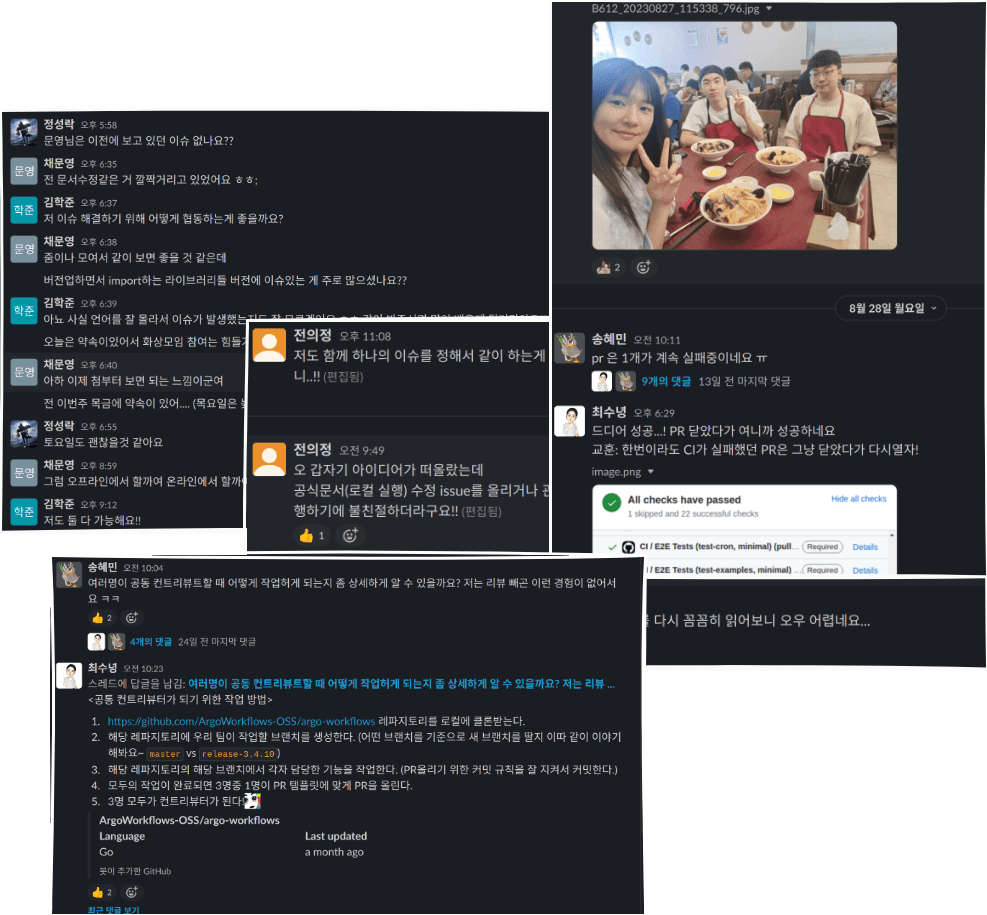 정성락 오후 5:58
문영님은 이전에 보고 있던 이슈 없나요??
문영
채문영 오후 6:35
전 문서수정같은 거 깔짝거리고 있었어요 ㅎㅎ;
학준
김학준 오후 6:37
저 이슈 해결하기 위해 어떻게 협동하는게 좋을까요?
문영
채문영 오후 6:38
줌이나 모여서 같이 보면 좋을 것 같은데
버전업하면서 import하는 라이브러리들 버전에 이슈있는 게 주로 많으셨나요??
학준
김학준 오후 6:39
아뇨 사실 언어를 잘 몰라서 이슈가 발생했는지도 잘
오늘은 약속이있어서 화상모임 참여는 힘들
문영
채문영 오후 6:40
아하 이제 첨부터 보면 되는 느낌이군여
전 이번주 목금에 약속이 있어.... (목요일은
정성락 오후 6:55
토요일도 괜찮을것 같아요
문영
채문영 오후 8:59
그럼 오프라인에서 할까여 온라인에서 할까여
학준
김학준 오후 9:12
저도 둘 다 가능해요!!
전의정 오후 11:08
저도 함께 하나의 이슈를 정해서 같이 하는게
니..!! (편집됨)
전의정 오전 9:49
오 갑자기 아이디어가 떠올랐는데
공식문서(로컬 실행) 수정 issue를 올리거나
행하기에 불친절하더라구요!! (편집됨)
1
B612_20230827_115338_796.jpg
2
8월 28일 월요일
송혜민 오전 10:11
pr 은 1개가 계속 실패중이네요 ㅠ
9개의 댓글 13일 전 마지막 댓글
최수녕 오후 6:29
드디어 성공...! PR 닫았다가 여니까 성공하네요
교훈: 한번이라도 CI가 실패했던 PR은 그냥 닫았다가 다시열자!
image.png
All checks have passed Hide all checks
1 skipped and 22 successful checks
CI / E2E Tests (test-cron, minimal) (pull... Required Details
I / E2E Tests (test-examples, minimal) ... Required Details
다시 꼼꼼히 읽어보니 오우 어렵네요...
송혜민 오전 10:04
여러명이 공동 컨트리뷰트할 때 어떻게 작업허게 되는지 좀 상세하게 알 수 있을까요? 저는 리뷰 빼곤 이런 경험이 없어서
요 ㅋㅋ
2
4개의 댓글 24일 전 마지막 댓글
최수녕 오전 10:23
스레드에 답글을 남김: 여러명이 공동 컨트리뷰트할 때 어떻게 작업허게 되는지 좀 상세하게 알 수 있을까요? 저는 리뷰 ...
<공통 컨트리뷰터가 되기 위한 작업 방법>
1. https://github.com/ArgoWorkflows-OSS/argo-workflows 레파지토리를 로컬에 클론받는다.
2. 해당 레파지토리에 우리 팀이 작업할 브랜치를 생성한다. (어떤 브랜치를 기준으로 새 브랜치를 딸지 이따 같이 이야기
해봐요~ master vs release-3.4.10 )
3. 해당 레파지토리의 해당 브랜치에서 각자 담당한 기능을 작업한다. (PR올리기 위한 커밋 규칙을 잘 지켜서 커밋한다.)
4. 모두의 작업이 완료되면 3명중 1명이 PR 템플릿에 맞게 PR을 올린다.
5. 3명 모두가 컨트리뷰터가 된다
ArgoWorkflows-OSS/argo-workflows
Language Last updated
Go a month ago
봇이 추가한 GitHub
2
최근 댓글 보기